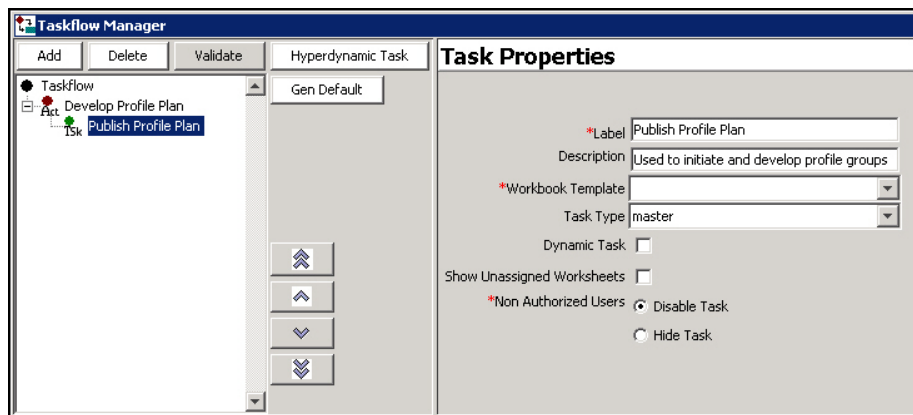 Taskflow Manager
Add Delete Validate Hyperdynamic Task
Gen Default
Taskflow
Act Develop Profile Plan
Tsk Publish Profile Plan
Task Properties
*Label Publish Profile Plan
Description Used to initiate and develop profile groups
*Workbook Template
Task Type master
Dynamic Task
Show Unassigned Worksheets
*Non Authorized Users Disable Task
Hide Task